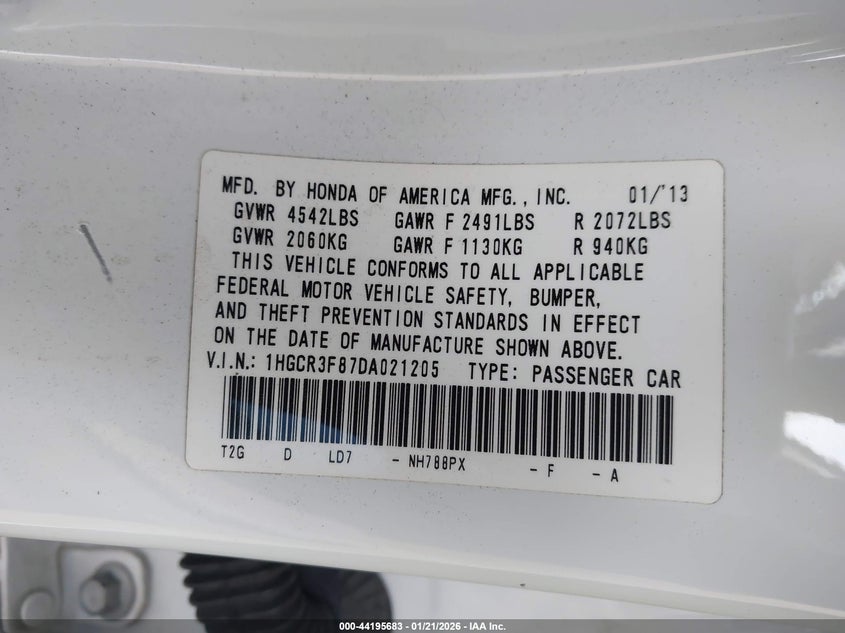 MFD. BY HONDA OF AMERICA MFG., INC. 01/'13
GVWR 4542LBS GAWR F 2491LBS R 2072LBS
GVWR 2060KG GAWR F 1130KG R 940KG
THIS VEHICLE CONFORMS TO ALL APPLICABLE
FEDERAL MOTOR VEHICLE SAFETY, BUMPER,
AND THEFT PREVENTION STANDARDS IN EFFECT
ON THE DATE OF MANUFACTURE SHOWN ABOVE.
V.I.N.: 1HGCR3F87DA021205 TYPE: PASSENGER CAR
T2G D LD7 - NH788PX - F - A
000-44195683 - 01/21/2026 - IAA Inc.